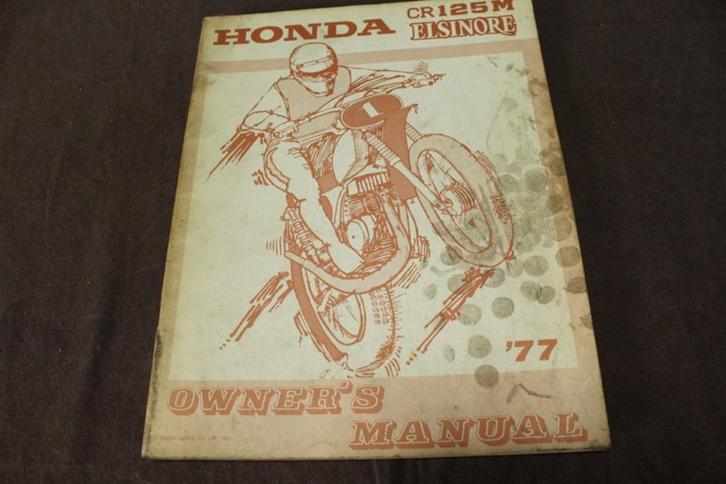 HONDA
CR125M
ELSINORE
1
'77
OWNER'S
MANUAL